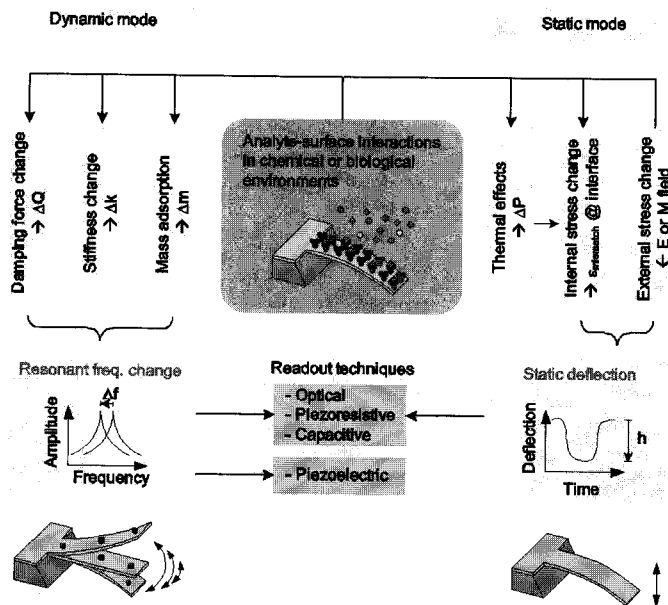 Dynamic mode
Static mode
Damping force change
→ ΔQ
Stiffness change
→ Δk
Mass adsorption
→ Δm
Analyte-surface interactions
in chemical or biological
environments
Thermal effects
→ ΔP
Internal stress change
→ εmismatch @ interface
External stress change
← E or M field
Resonant freq. change
Readout techniques
Static deflection
Δf
Amplitude
Frequency
- Optical
- Piezoresistive
- Capacitive
- Piezoelectric
Deflection
h
Time